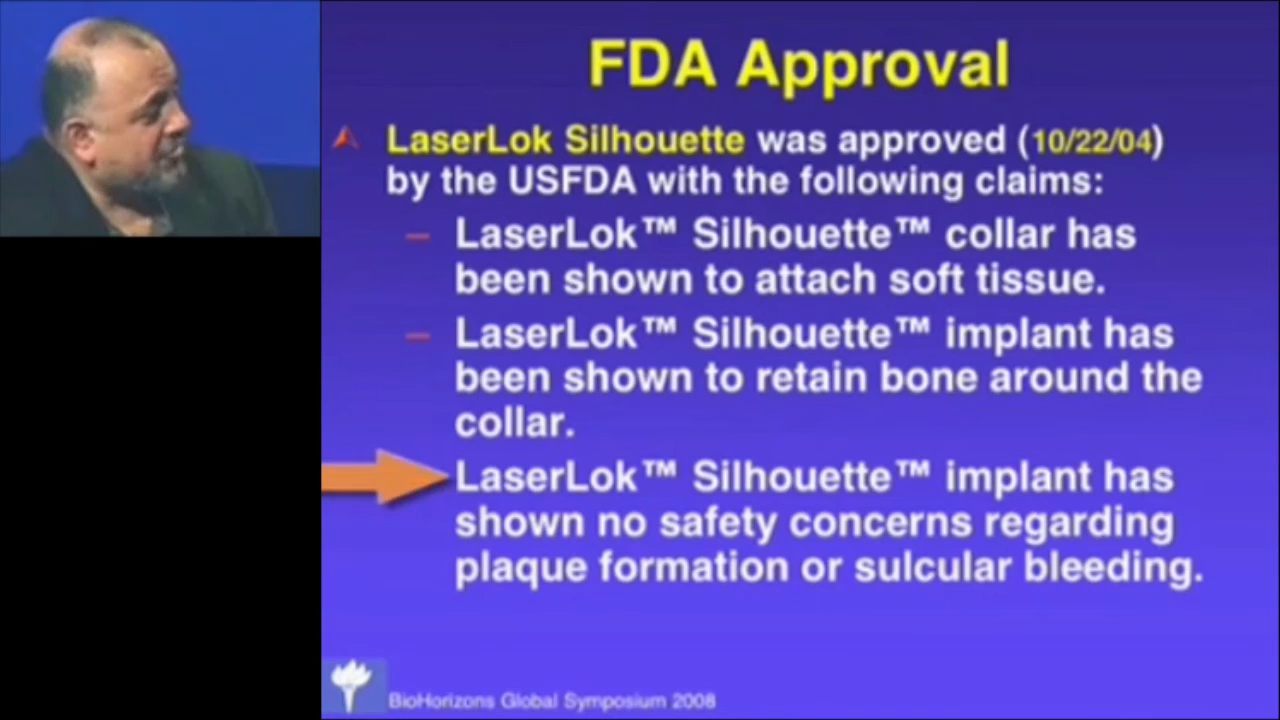 FDA Approval
LaserLok Silhouette was approved (10/22/04)
by the USFDA with the following claims:
– LaserLok™ Silhouette™ collar has
been shown to attach soft tissue.
– LaserLok™ Silhouette™ implant has
been shown to retain bone around the
collar.
LaserLok™ Silhouette™ implant has
shown no safety concerns regarding
plaque formation or sulcular bleeding.
BioHorizons Global Symposium 2008